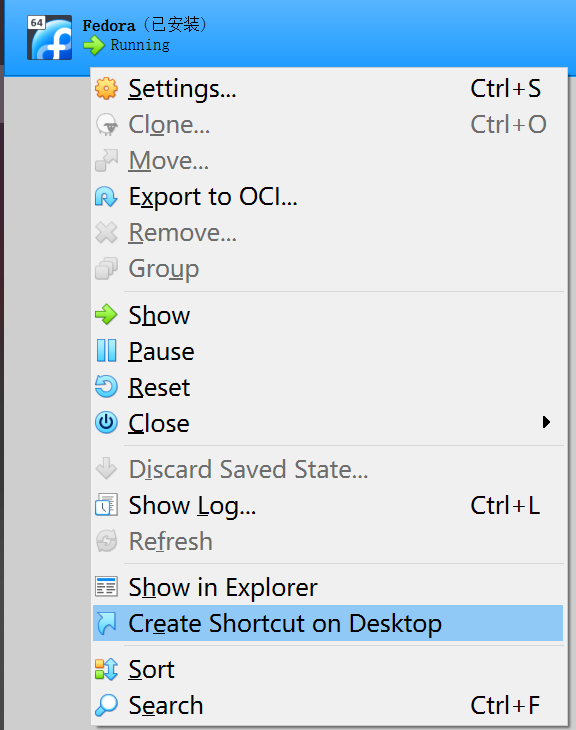 64
Fedora（已安装）
Running
Settings... Ctrl+S
Clone... Ctrl+O
Move...
Export to OCI...
Remove...
Group
Show
Pause
Reset
Close
Discard Saved State...
Show Log... Ctrl+L
Refresh
Show in Explorer
Create Shortcut on Desktop
Sort
Search Ctrl+F